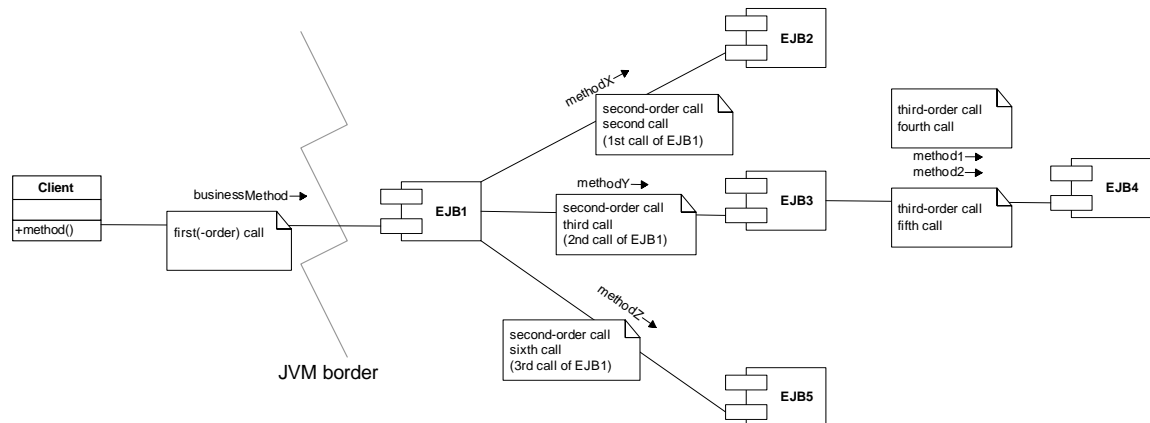 Client
+method()
businessMethod
first(-order) call
JVM border
EJB1
methodX
second-order call
second call
(1st call of EJB1)
EJB2
methodY
second-order call
third call
(2nd call of EJB1)
EJB3
third-order call
fourth call
method1
method2
third-order call
fifth call
EJB4
methodZ
second-order call
sixth call
(3rd call of EJB1)
EJB5